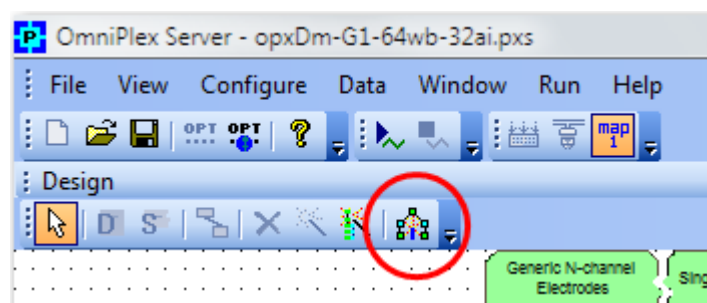 OmniPlex Server - opxDm-G1-64wb-32ai.pxs
File View Configure Data Window Run Help
OPT OPT ? map 1
Design
D S
Generic N-channel
Electrodes
Sing